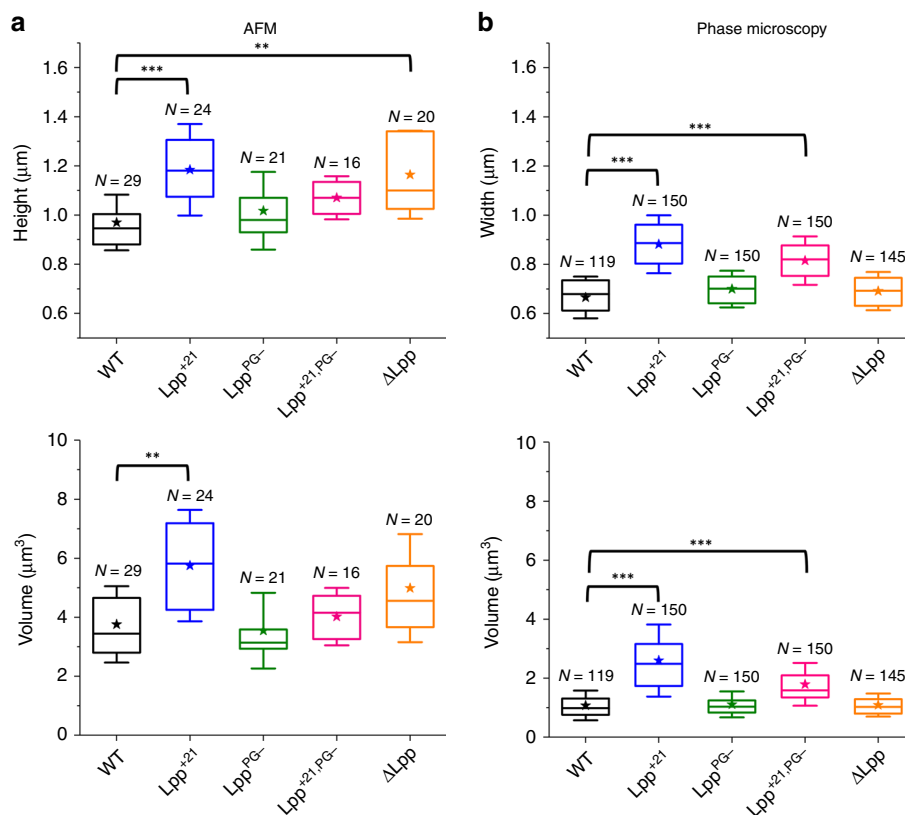 a
AFM
**
***
N = 24
N = 20
N = 29
N = 21
N = 16
Height (μm)
1.6
1.4
1.2
1.0
0.8
0.6
WT
Lpp+21
LppPG–
Lpp+21,PG–
ΔLpp
b
Phase microscopy
***
***
N = 150
N = 150
N = 119
N = 150
N = 145
Width (μm)
1.6
1.4
1.2
1.0
0.8
0.6
WT
Lpp+21
LppPG–
Lpp+21,PG–
ΔLpp
**
N = 24
N = 20
N = 29
N = 21
N = 16
Volume (μm3)
10
8
6
4
2
0
WT
Lpp+21
LppPG–
Lpp+21,PG–
ΔLpp
***
***
N = 150
N = 150
N = 119
N = 150
N = 145
Volume (μm3)
10
8
6
4
2
0
WT
Lpp+21
LppPG–
Lpp+21,PG–
ΔLpp